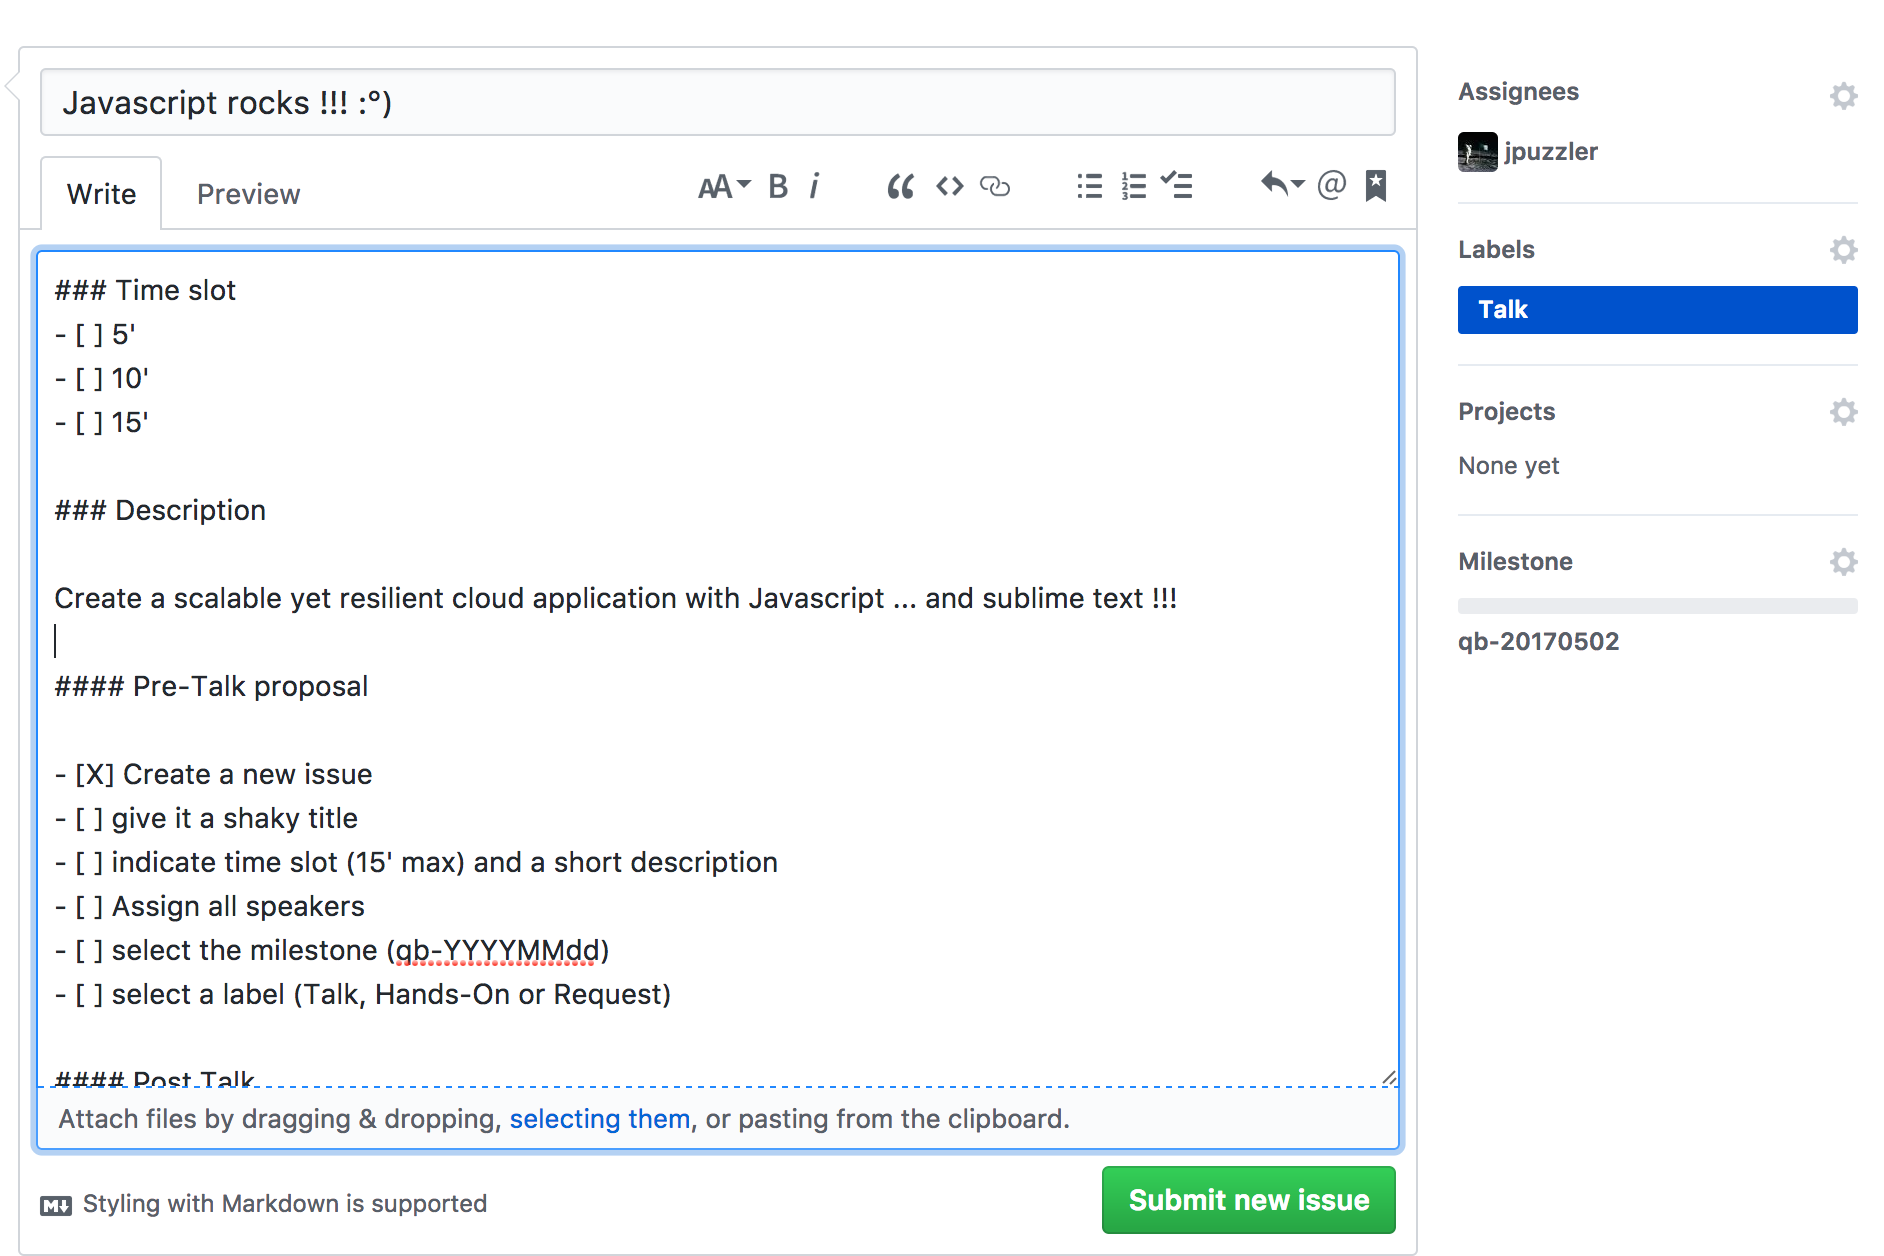 Javascript rocks !!! :°)
Write
Preview
AA B i “ <> @
### Time slot
- [ ] 5'
- [ ] 10'
- [ ] 15'
### Description
Create a scalable yet resilient cloud application with Javascript ... and sublime text !!!
#### Pre-Talk proposal
- [X] Create a new issue
- [ ] give it a shaky title
- [ ] indicate time slot (15' max) and a short description
- [ ] Assign all speakers
- [ ] select the milestone (qb-YYYYMMdd)
- [ ] select a label (Talk, Hands-On or Request)
#### Post Talk
Attach files by dragging & dropping, selecting them, or pasting from the clipboard.
Styling with Markdown is supported
Submit new issue
Assignees
jpuzzler
Labels
Talk
Projects
None yet
Milestone
qb-20170502